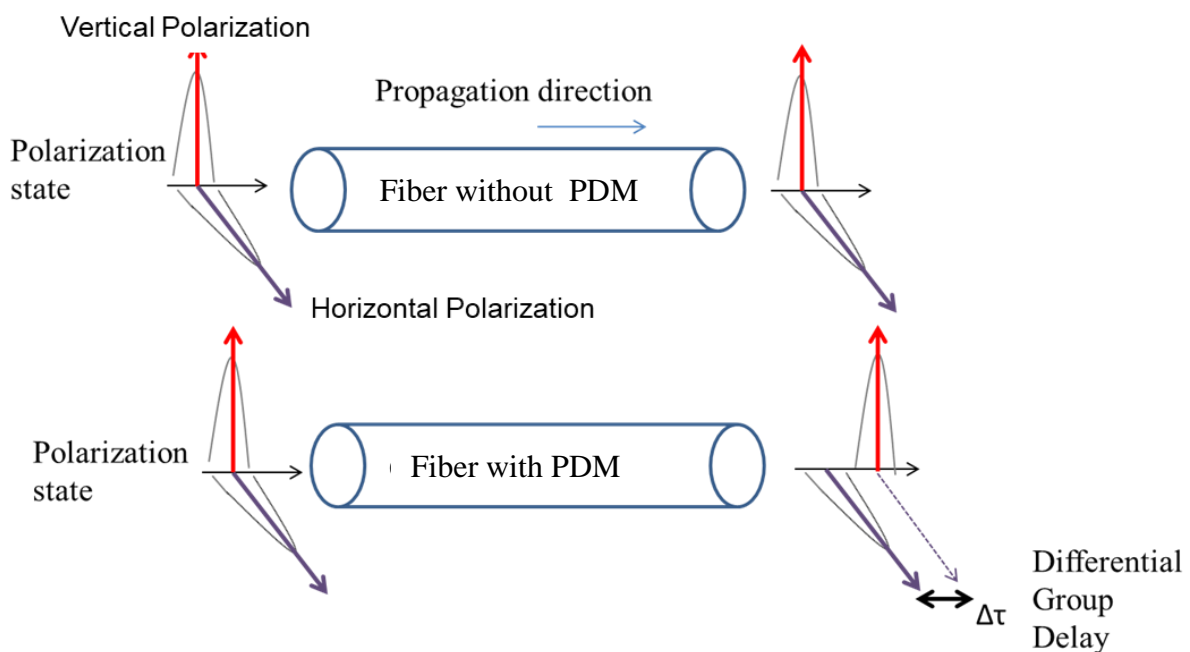 Vertical Polarization
Propagation direction
Polarization
state
Fiber without PDM
Horizontal Polarization
Polarization
state
Fiber with PDM
Differential
Group
Delay
Δτ